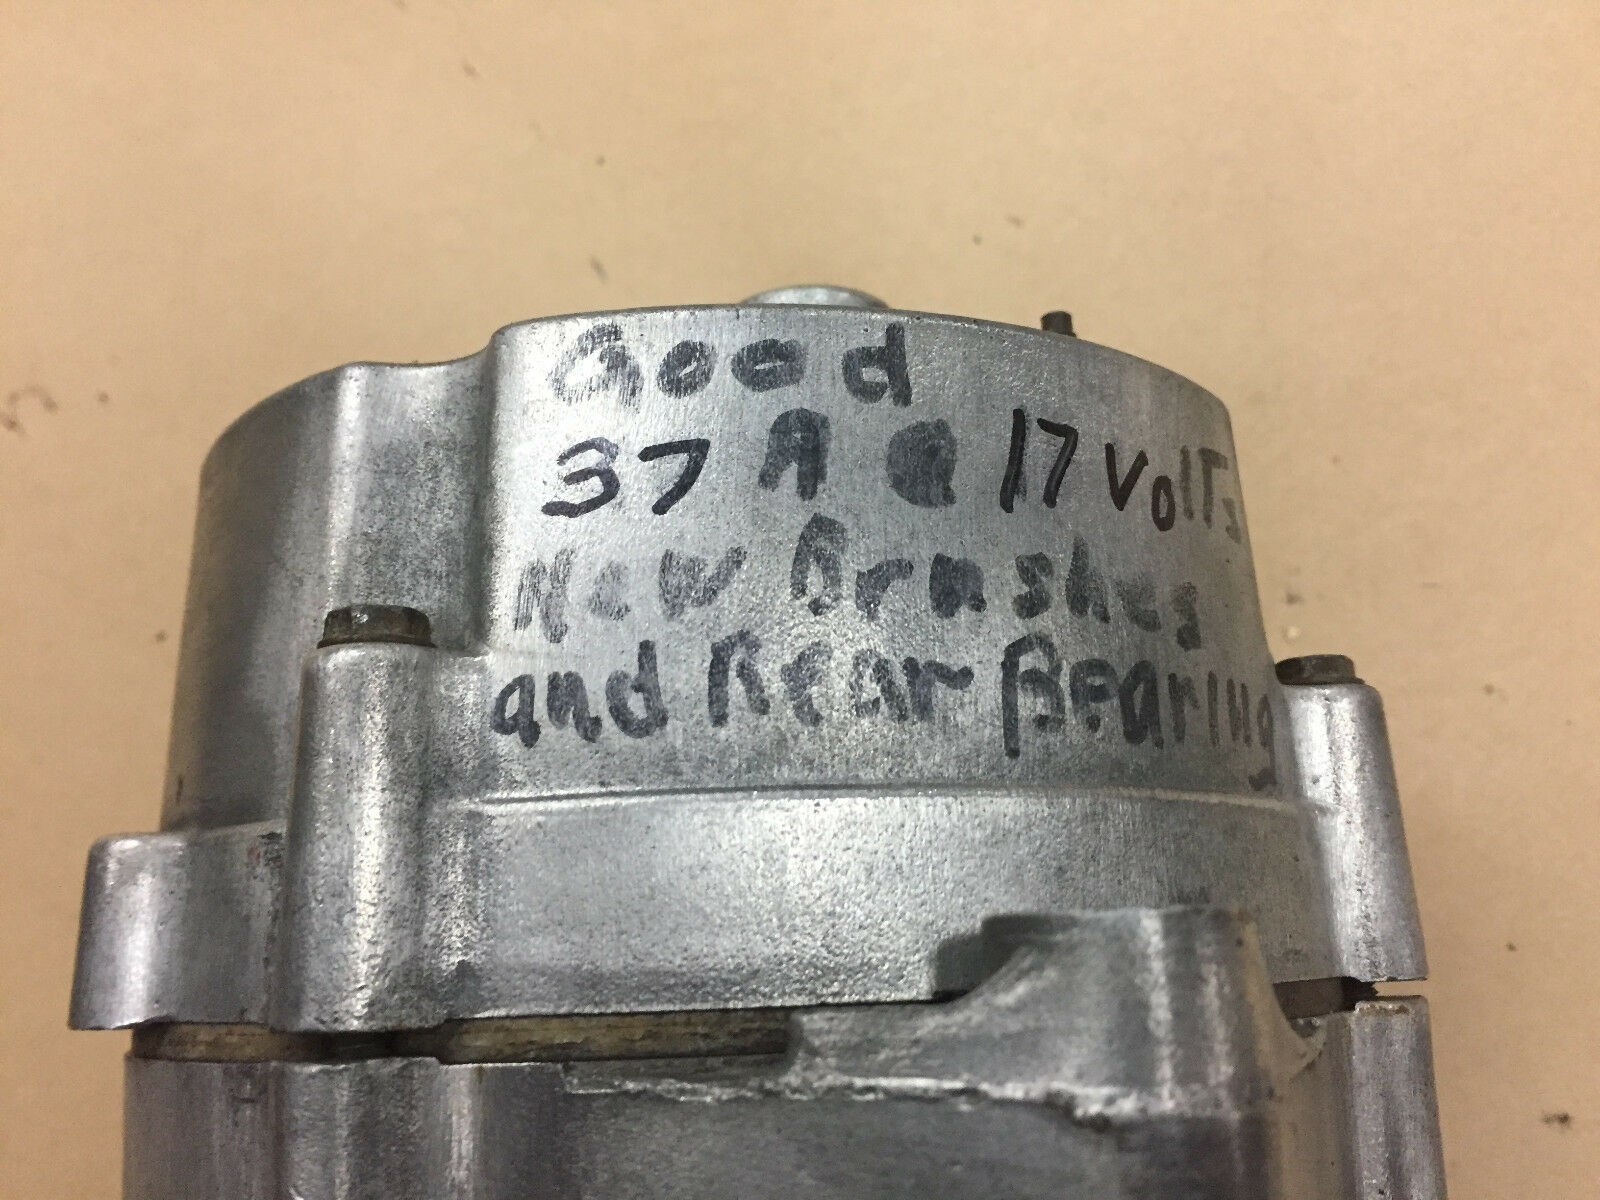 Good
37 A @ 17 VolTs
New Brushes
and Rear Bearing